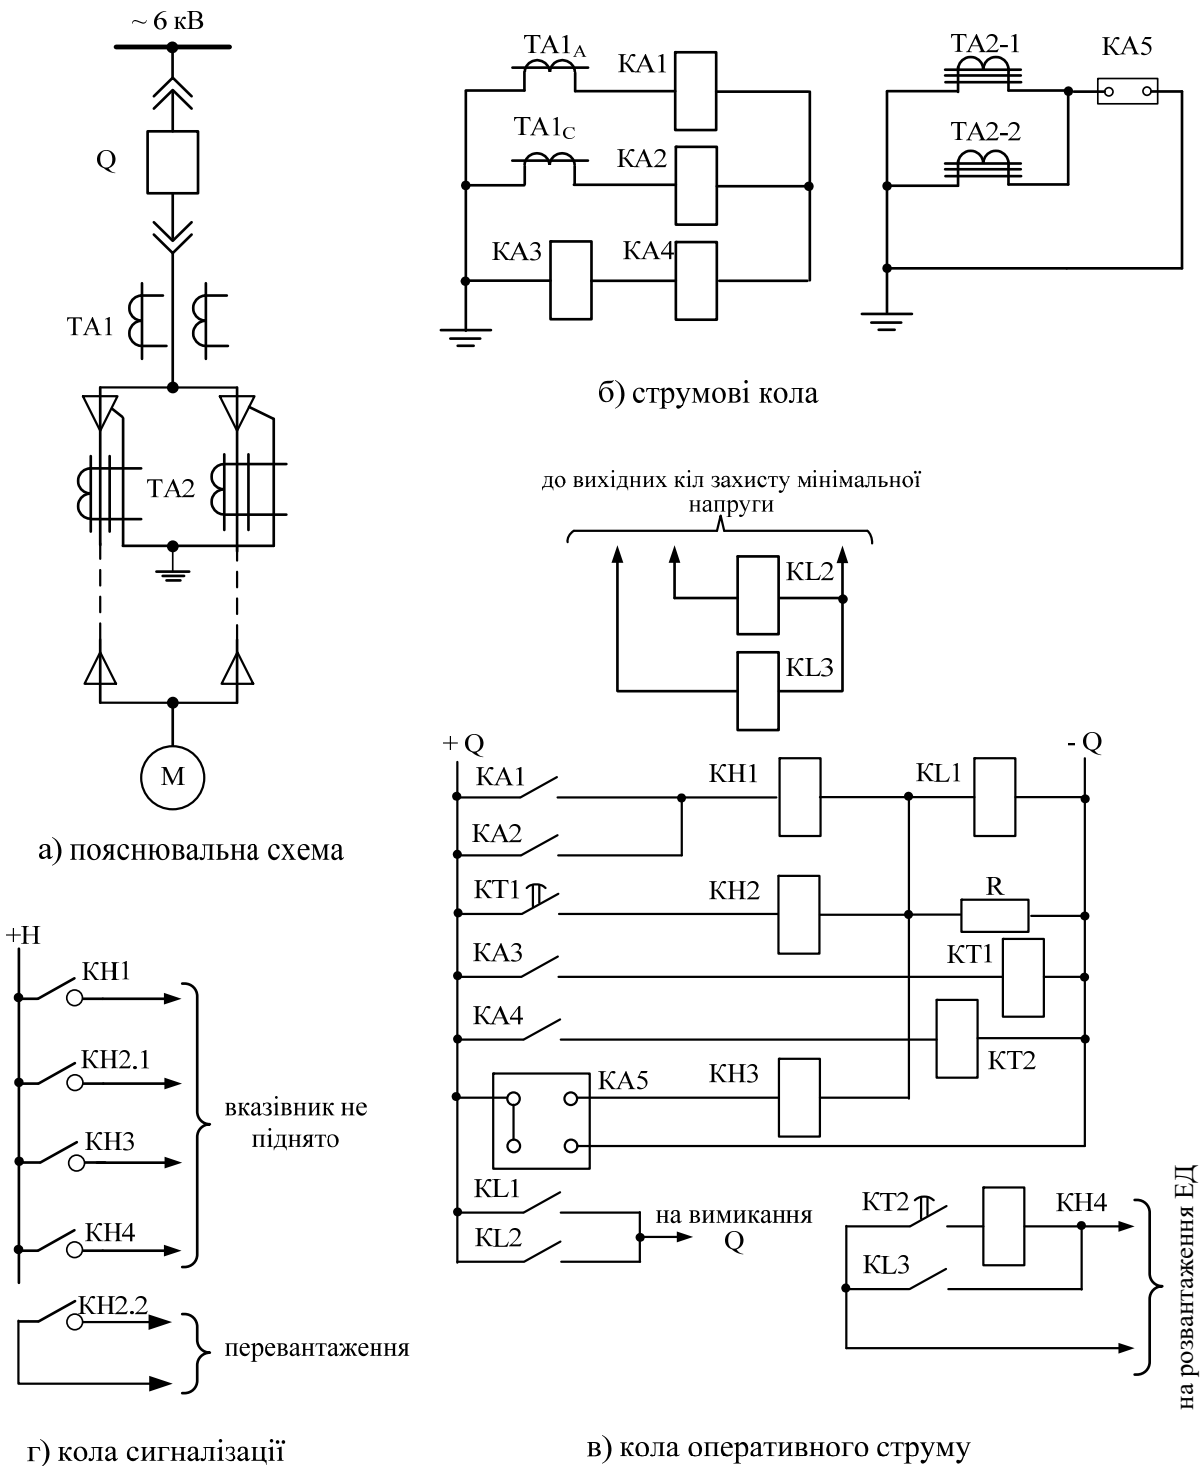 ~ 6 кВ
Q
TA1
TA2
M
а) пояснювальна схема
TA1A
KA1
TA1C
KA2
KA3
KA4
TA2-1
KA5
TA2-2
б) струмові кола
до вихідних кіл захисту мінімальної
напруги
KL2
KL3
+ Q
- Q
KA1
KH1
KL1
KA2
KT1
KH2
R
KA3
KT1
KA4
KT2
KA5
KH3
KL1
KL2
на вимикання
Q
KT2
KH4
KL3
на розвантаження ЕД
в) кола оперативного струму
+H
KH1
KH2.1
KH3
KH4
вказівник не
піднято
KH2.2
перевантаження
г) кола сигналізації